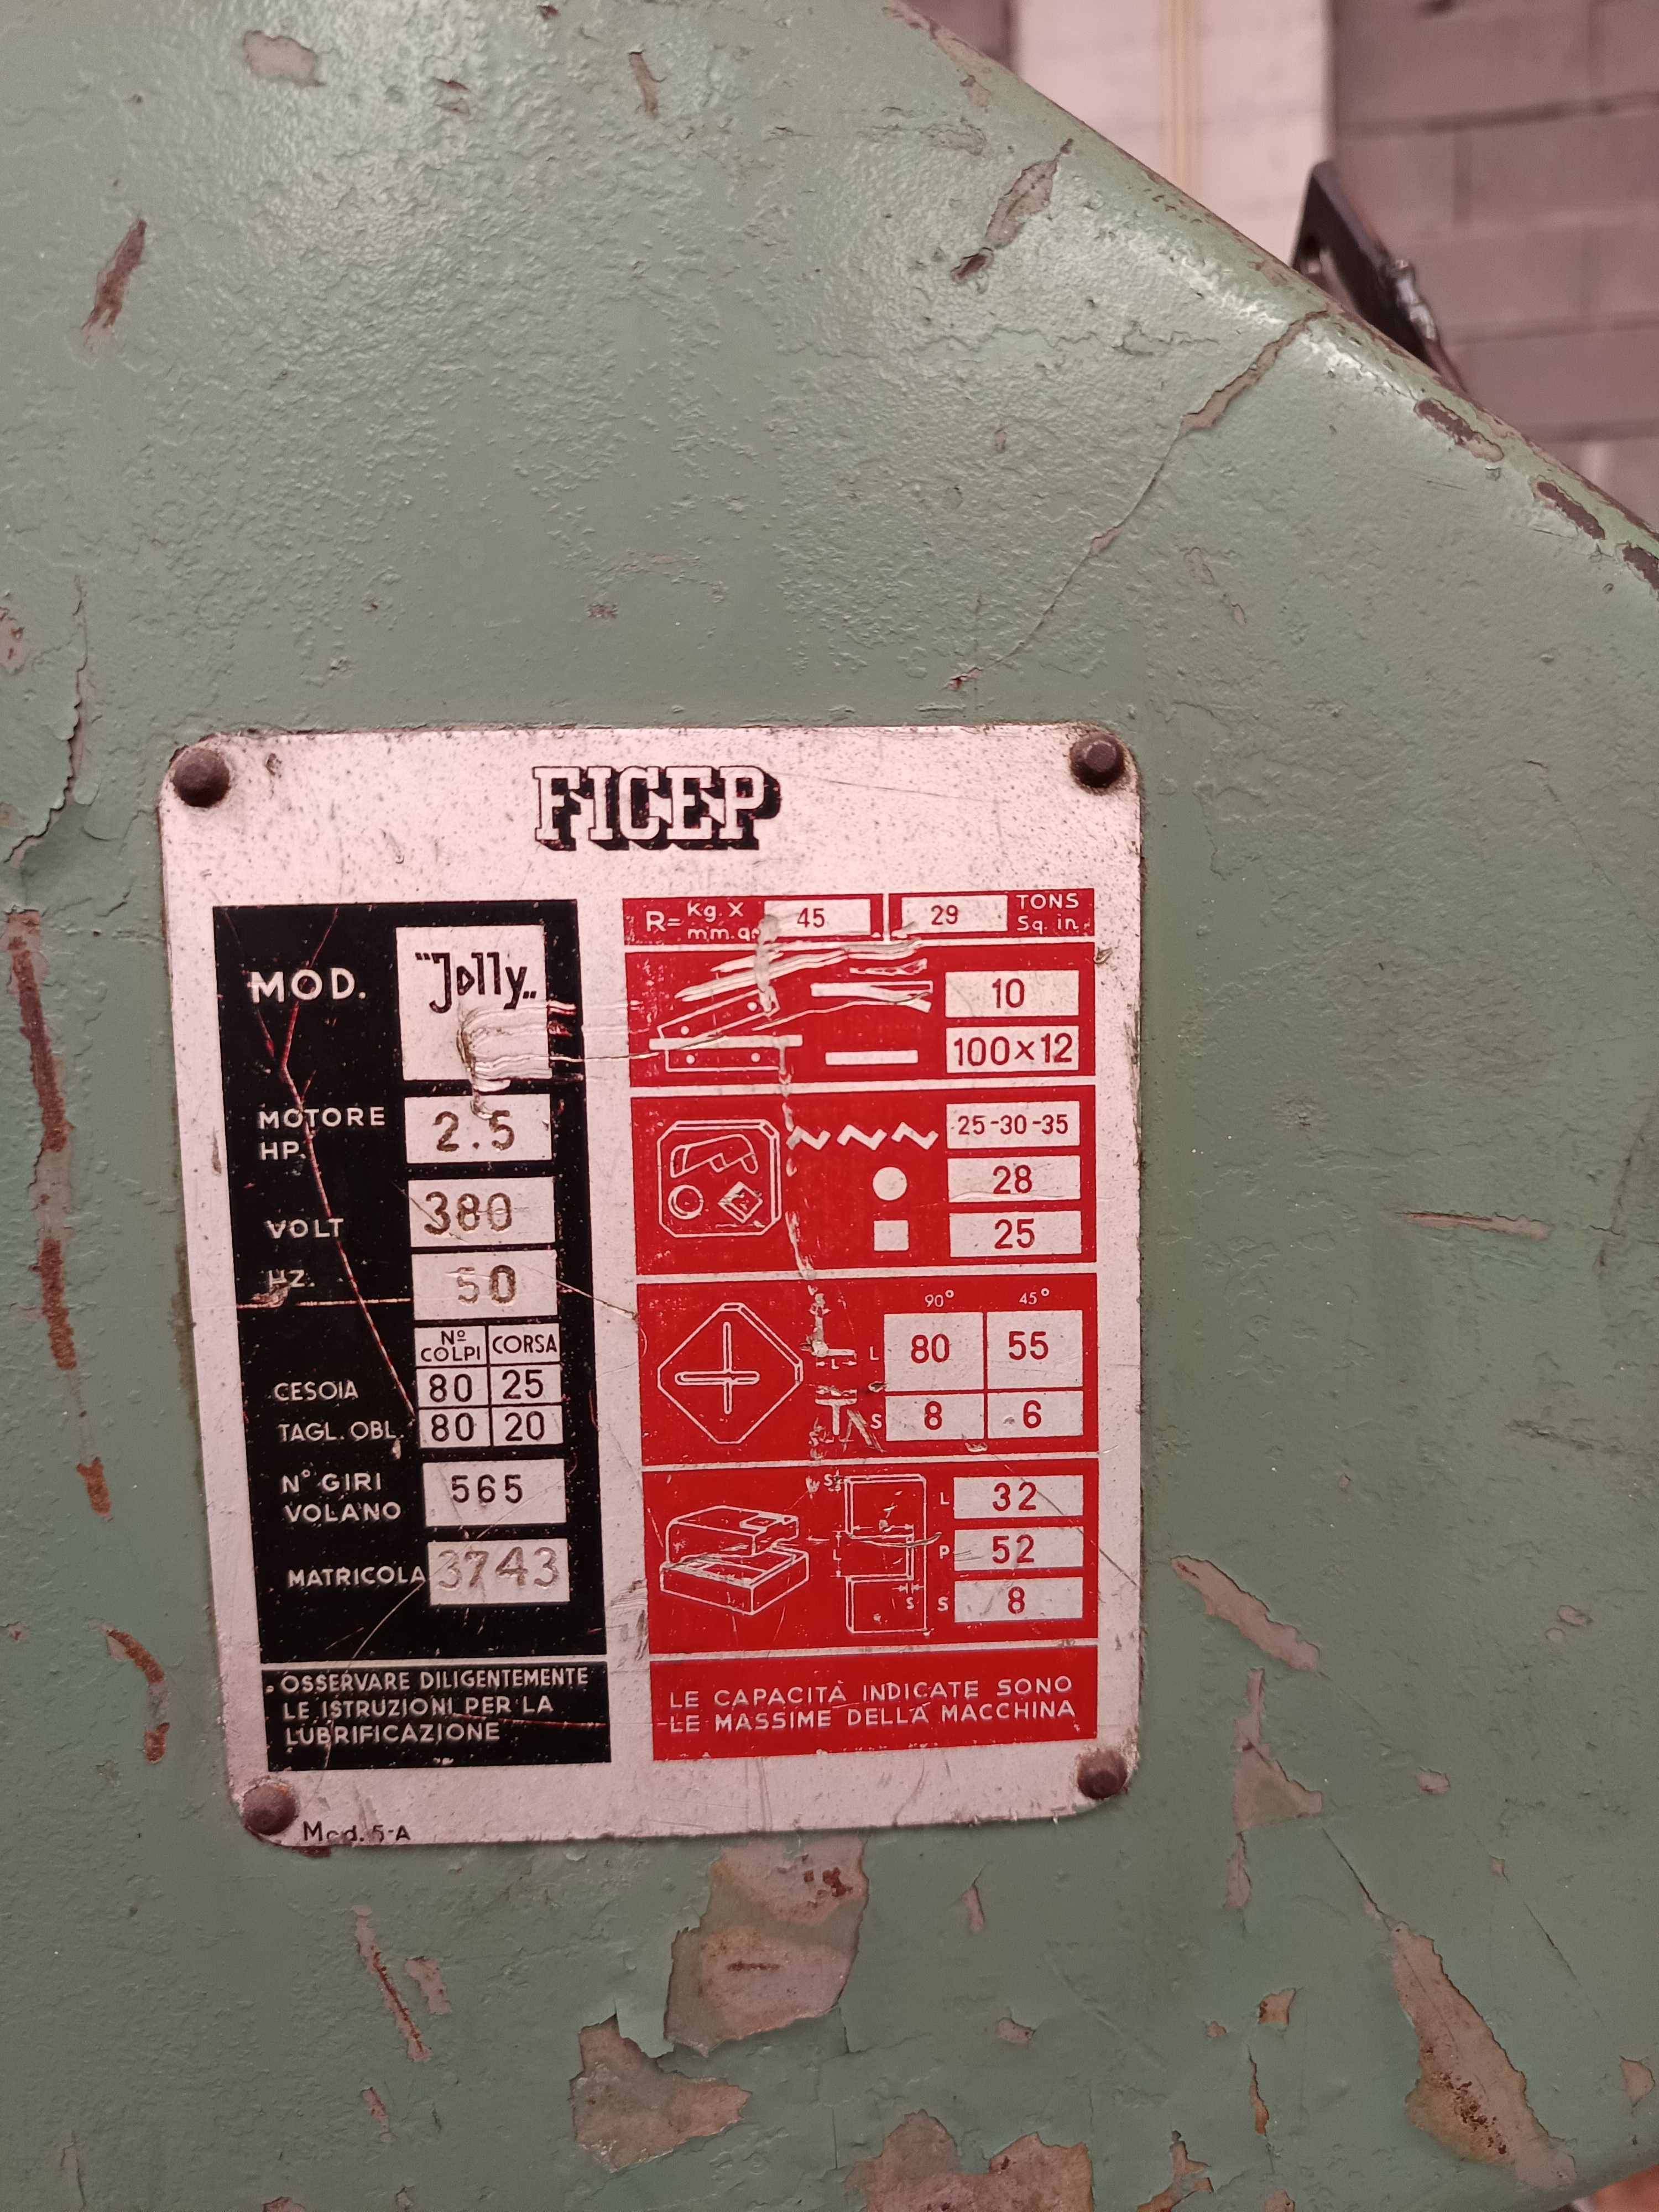 FICEP
MOD. "Jolly"
MOTORE
HP. 2.5
VOLT 380
HZ. 50
Nº COLPI CORSA
CESOIA 80 25
TAGL. OBL. 80 20
N° GIRI
VOLANO 565
MATRICOLA 3743
OSSERVARE DILIGENTEMENTE
LE ISTRUZIONI PER LA
LUBRIFICAZIONE
R= Kg. X mm.q. 45 29 TONS Sq. in.
10
100×12
25-30-35
28
25
90° 45°
L L 80 55
S S 8 6
S L 32
L P 52
S S 8
LE CAPACITÀ INDICATE SONO
LE MASSIME DELLA MACCHINA
Mod. 5-A